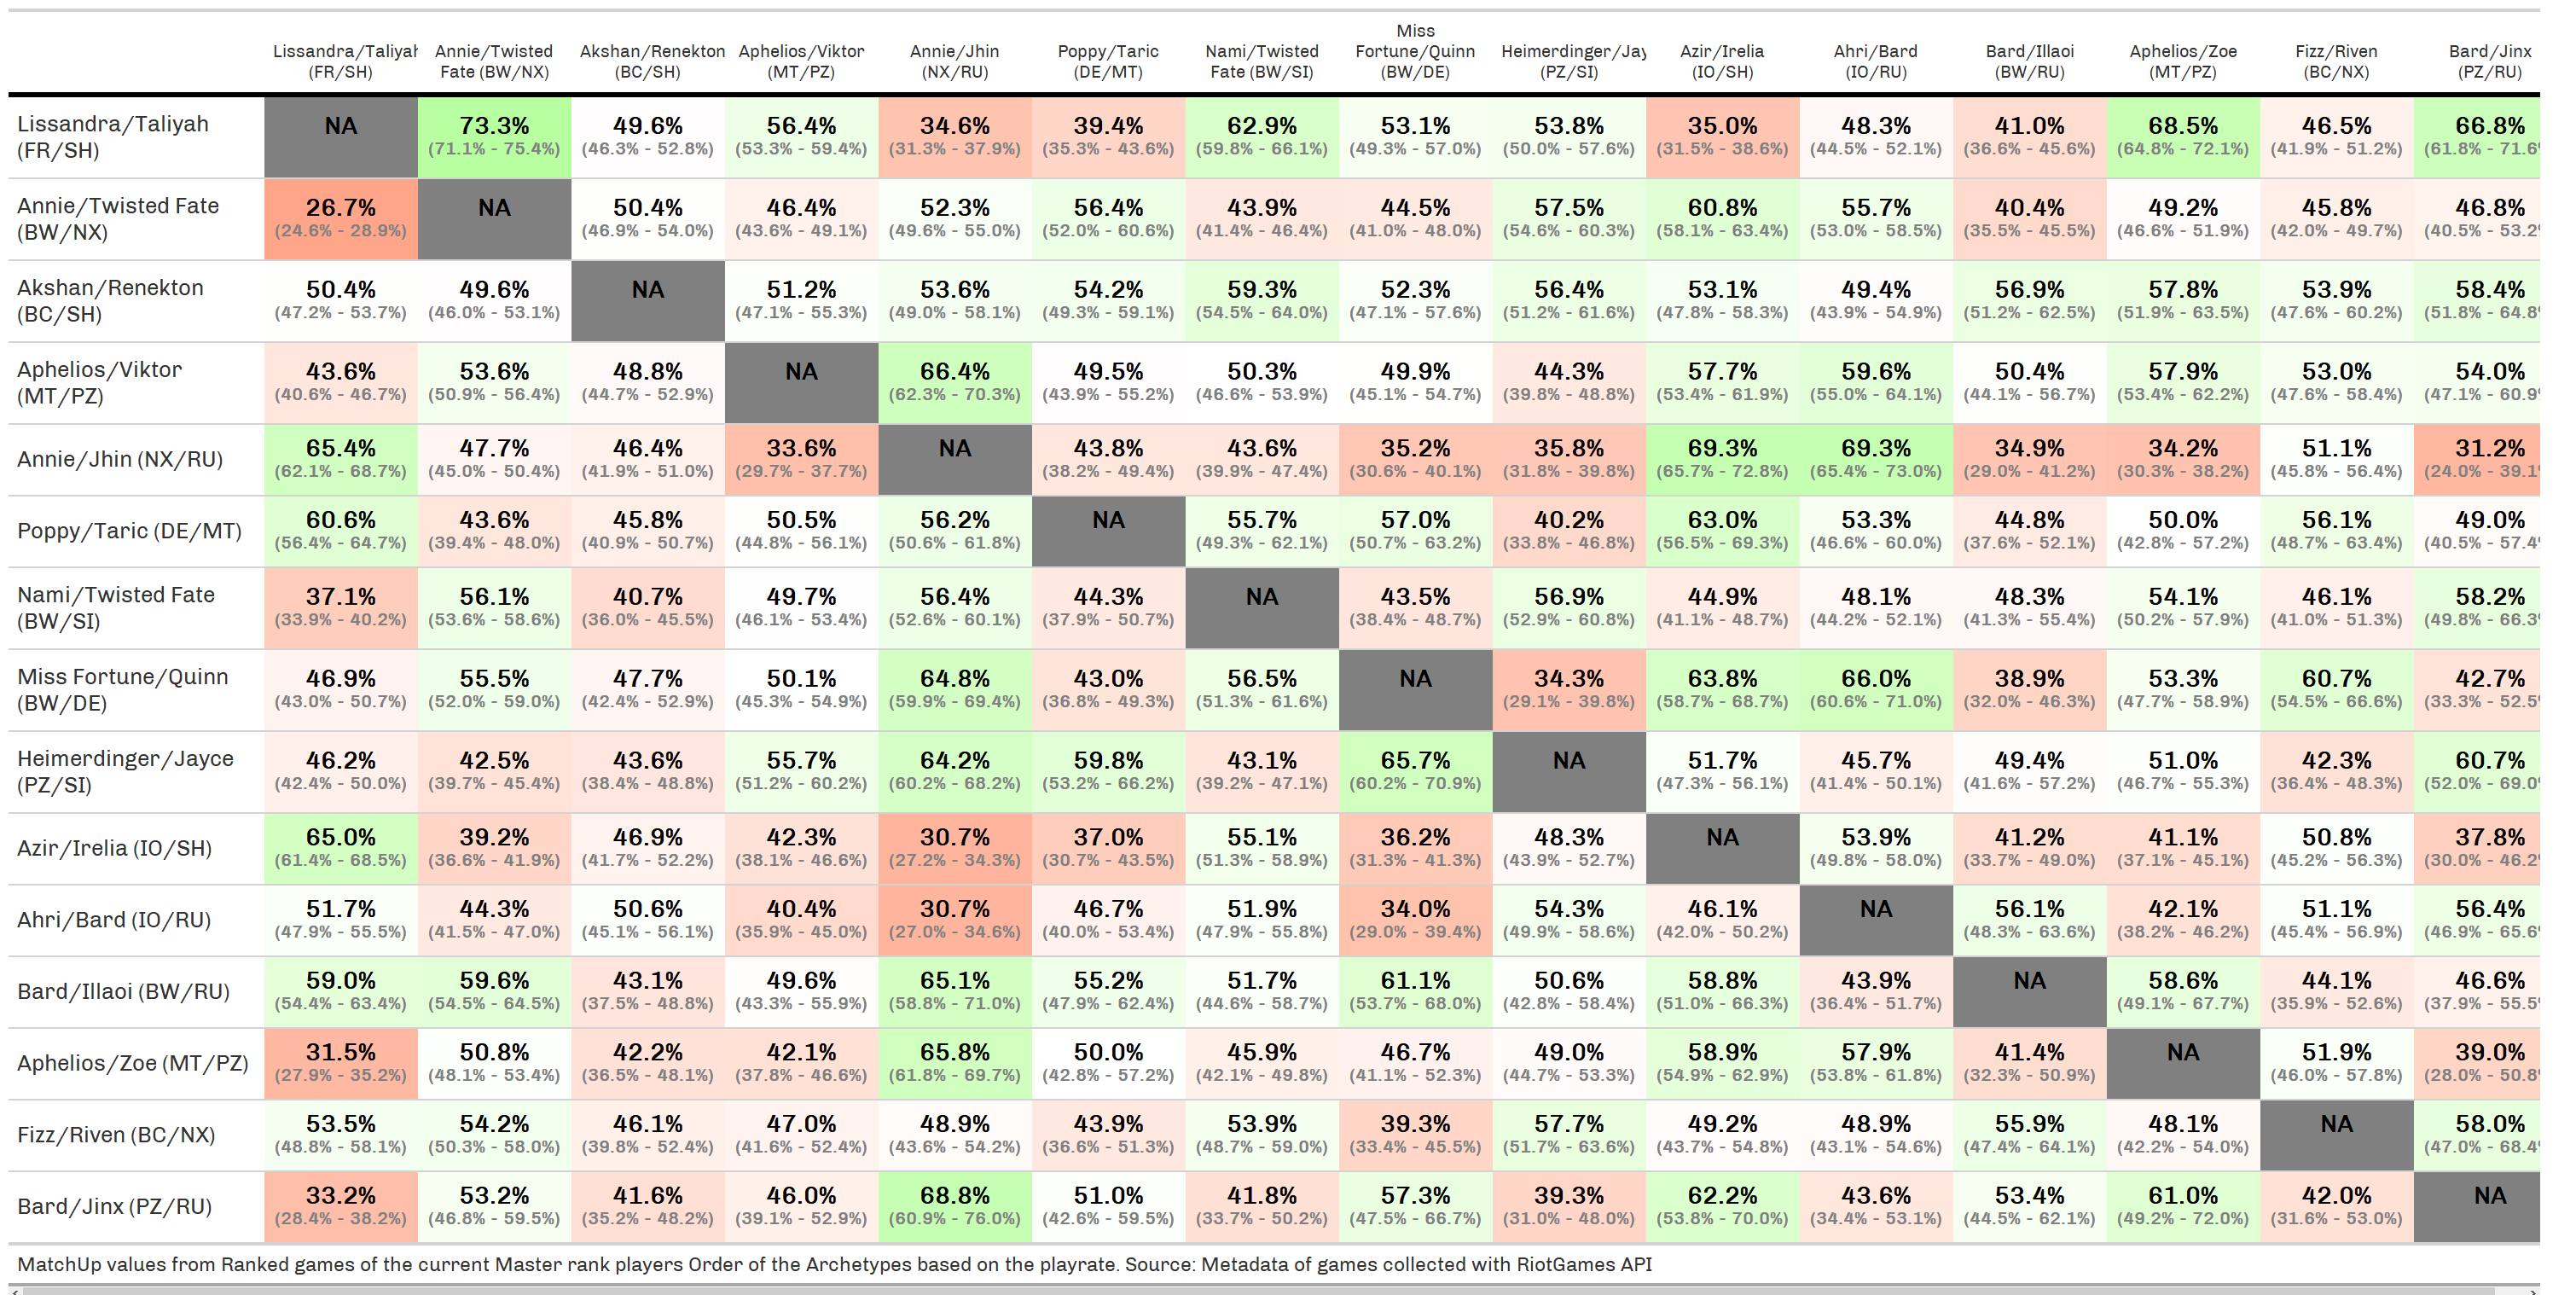 Miss
Lissandra/Taliyah Annie/Twisted Akshan/Renekton Aphelios/Viktor Annie/Jhin Poppy/Taric Nami/Twisted Fortune/Quinn Heimerdinger/Jay Azir/Irelia Ahri/Bard Bard/Illaoi Aphelios/Zoe Fizz/Riven Bard/Jinx
(FR/SH) Fate (BW/NX) (BC/SH) (MT/PZ) (NX/RU) (DE/MT) Fate (BW/SI) (BW/DE) (PZ/SI) (IO/SH) (IO/RU) (BW/RU) (MT/PZ) (BC/NX) (PZ/RU)
Lissandra/Taliyah NA 73.3% 49.6% 56.4% 34.6% 39.4% 62.9% 53.1% 53.8% 35.0% 48.3% 41.0% 68.5% 46.5% 66.8%
(FR/SH) (71.1% - 75.4%) (46.3% - 52.8%) (53.3% - 59.4%) (31.3% - 37.9%) (35.3% - 43.6%) (59.8% - 66.1%) (49.3% - 57.0%) (50.0% - 57.6%) (31.5% - 38.6%) (44.5% - 52.1%) (36.6% - 45.6%) (64.8% - 72.1%) (41.9% - 51.2%) (61.8% - 71.6
Annie/Twisted Fate 26.7% NA 50.4% 46.4% 52.3% 56.4% 43.9% 44.5% 57.5% 60.8% 55.7% 40.4% 49.2% 45.8% 46.8%
(BW/NX) (24.6% - 28.9%) (46.9% - 54.0%) (43.6% - 49.1%) (49.6% - 55.0%) (52.0% - 60.6%) (41.4% - 46.4%) (41.0% - 48.0%) (54.6% - 60.3%) (58.1% - 63.4%) (53.0% - 58.5%) (35.5% - 45.5%) (46.6% - 51.9%) (42.0% - 49.7%) (40.5% - 53.2
Akshan/Renekton 50.4% 49.6% NA 51.2% 53.6% 54.2% 59.3% 52.3% 56.4% 53.1% 49.4% 56.9% 57.8% 53.9% 58.4%
(BC/SH) (47.2% - 53.7%) (46.0% - 53.1%) (47.1% - 55.3%) (49.0% - 58.1%) (49.3% - 59.1%) (54.5% - 64.0%) (47.1% - 57.6%) (51.2% - 61.6%) (47.8% - 58.3%) (43.9% - 54.9%) (51.2% - 62.5%) (51.9% - 63.5%) (47.6% - 60.2%) (51.8% - 64.8
Aphelios/Viktor 43.6% 53.6% 48.8% NA 66.4% 49.5% 50.3% 49.9% 44.3% 57.7% 59.6% 50.4% 57.9% 53.0% 54.0%
(MT/PZ) (40.6% - 46.7%) (50.9% - 56.4%) (44.7% - 52.9%) (62.3% - 70.3%) (43.9% - 55.2%) (46.6% - 53.9%) (45.1% - 54.7%) (39.8% - 48.8%) (53.4% - 61.9%) (55.0% - 64.1%) (44.1% - 56.7%) (53.4% - 62.2%) (47.6% - 58.4%) (47.1% - 60.9
Annie/Jhin (NX/RU) 65.4% 47.7% 46.4% 33.6% NA 43.8% 43.6% 35.2% 35.8% 69.3% 69.3% 34.9% 34.2% 51.1% 31.2%
(62.1% - 68.7%) (45.0% - 50.4%) (41.9% - 51.0%) (29.7% - 37.7%) (38.2% - 49.4%) (39.9% - 47.4%) (30.6% - 40.1%) (31.8% - 39.8%) (65.7% - 72.8%) (65.4% - 73.0%) (29.0% - 41.2%) (30.3% - 38.2%) (45.8% - 56.4%) (24.0% - 39.1
Poppy/Taric (DE/MT) 60.6% 43.6% 45.8% 50.5% 56.2% NA 55.7% 57.0% 40.2% 63.0% 53.3% 44.8% 50.0% 56.1% 49.0%
(56.4% - 64.7%) (39.4% - 48.0%) (40.9% - 50.7%) (44.8% - 56.1%) (50.6% - 61.8%) (49.3% - 62.1%) (50.7% - 63.2%) (33.8% - 46.8%) (56.5% - 69.3%) (46.6% - 60.0%) (37.6% - 52.1%) (42.8% - 57.2%) (48.7% - 63.4%) (40.5% - 57.4
Nami/Twisted Fate 37.1% 56.1% 40.7% 49.7% 56.4% 44.3% NA 43.5% 56.9% 44.9% 48.1% 48.3% 54.1% 46.1% 58.2%
(BW/SI) (33.9% - 40.2%) (53.6% - 58.6%) (36.0% - 45.5%) (46.1% - 53.4%) (52.6% - 60.1%) (37.9% - 50.7%) (38.4% - 48.7%) (52.9% - 60.8%) (41.1% - 48.7%) (44.2% - 52.1%) (41.3% - 55.4%) (50.2% - 57.9%) (41.0% - 51.3%) (49.8% - 66.3
Miss Fortune/Quinn 46.9% 55.5% 47.7% 50.1% 64.8% 43.0% 56.5% NA 34.3% 63.8% 66.0% 38.9% 53.3% 60.7% 42.7%
(BW/DE) (43.0% - 50.7%) (52.0% - 59.0%) (42.4% - 52.9%) (45.3% - 54.9%) (59.9% - 69.4%) (36.8% - 49.3%) (51.3% - 61.6%) (29.1% - 39.8%) (58.7% - 68.7%) (60.6% - 71.0%) (32.0% - 46.3%) (47.7% - 58.9%) (54.5% - 66.6%) (33.3% - 52.5
Heimerdinger/Jayce 46.2% 42.5% 43.6% 55.7% 64.2% 59.8% 43.1% 65.7% NA 51.7% 45.7% 49.4% 51.0% 42.3% 60.7%
(PZ/SI) (42.4% - 50.0%) (39.7% - 45.4%) (38.4% - 48.8%) (51.2% - 60.2%) (60.2% - 68.2%) (53.2% - 66.2%) (39.2% - 47.1%) (60.2% - 70.9%) (47.3% - 56.1%) (41.4% - 50.1%) (41.6% - 57.2%) (46.7% - 55.3%) (36.4% - 48.3%) (52.0% - 69.0
Azir/Irelia (IO/SH) 65.0% 39.2% 46.9% 42.3% 30.7% 37.0% 55.1% 36.2% 48.3% NA 53.9% 41.2% 41.1% 50.8% 37.8%
(61.4% - 68.5%) (36.6% - 41.9%) (41.7% - 52.2%) (38.1% - 46.6%) (27.2% - 34.3%) (30.7% - 43.5%) (51.3% - 58.9%) (31.3% - 41.3%) (43.9% - 52.7%) (49.8% - 58.0%) (33.7% - 49.0%) (37.1% - 45.1%) (45.2% - 56.3%) (30.0% - 46.2
Ahri/Bard (IO/RU) 51.7% 44.3% 50.6% 40.4% 30.7% 46.7% 51.9% 34.0% 54.3% 46.1% NA 56.1% 42.1% 51.1% 56.4%
(47.9% - 55.5%) (41.5% - 47.0%) (45.1% - 56.1%) (35.9% - 45.0%) (27.0% - 34.6%) (40.0% - 53.4%) (47.9% - 55.8%) (29.0% - 39.4%) (49.9% - 58.6%) (42.0% - 50.2%) (48.3% - 63.6%) (38.2% - 46.2%) (45.4% - 56.9%) (46.9% - 65.6
Bard/Illaoi (BW/RU) 59.0% 59.6% 43.1% 49.6% 65.1% 55.2% 51.7% 61.1% 50.6% 58.8% 43.9% NA 58.6% 44.1% 46.6%
(54.4% - 63.4%) (54.5% - 64.5%) (37.5% - 48.8%) (43.3% - 55.9%) (58.8% - 71.0%) (47.9% - 62.4%) (44.6% - 58.7%) (53.7% - 68.0%) (42.8% - 58.4%) (51.0% - 66.3%) (36.4% - 51.7%) (49.1% - 67.7%) (35.9% - 52.6%) (37.9% - 55.5
Aphelios/Zoe (MT/PZ) 31.5% 50.8% 42.2% 42.1% 65.8% 50.0% 45.9% 46.7% 49.0% 58.9% 57.9% 41.4% NA 51.9% 39.0%
(27.9% - 35.2%) (48.1% - 53.4%) (36.5% - 48.1%) (37.8% - 46.6%) (61.8% - 69.7%) (42.8% - 57.2%) (42.1% - 49.8%) (41.1% - 52.3%) (44.7% - 53.3%) (54.9% - 62.9%) (53.8% - 61.8%) (32.3% - 50.9%) (46.0% - 57.8%) (28.0% - 50.8
Fizz/Riven (BC/NX) 53.5% 54.2% 46.1% 47.0% 48.9% 43.9% 53.9% 39.3% 57.7% 49.2% 48.9% 55.9% 48.1% NA 58.0%
(48.8% - 58.1%) (50.3% - 58.0%) (39.8% - 52.4%) (41.6% - 52.4%) (43.6% - 54.2%) (36.6% - 51.3%) (48.7% - 59.0%) (33.4% - 45.5%) (51.7% - 63.6%) (43.7% - 54.8%) (43.1% - 54.6%) (47.4% - 64.1%) (42.2% - 54.0%) (47.0% - 68.4
Bard/Jinx (PZ/RU) 33.2% 53.2% 41.6% 46.0% 68.8% 51.0% 41.8% 57.3% 39.3% 62.2% 43.6% 53.4% 61.0% 42.0% NA
(28.4% - 38.2%) (46.8% - 59.5%) (35.2% - 48.2%) (39.1% - 52.9%) (60.9% - 76.0%) (42.6% - 59.5%) (33.7% - 50.2%) (47.5% - 66.7%) (31.0% - 48.0%) (53.8% - 70.0%) (34.4% - 53.1%) (44.5% - 62.1%) (49.2% - 72.0%) (31.6% - 53.0%)
MatchUp values from Ranked games of the current Master rank players Order of the Archetypes based on the playrate. Source: Metadata of games collected with RiotGames API